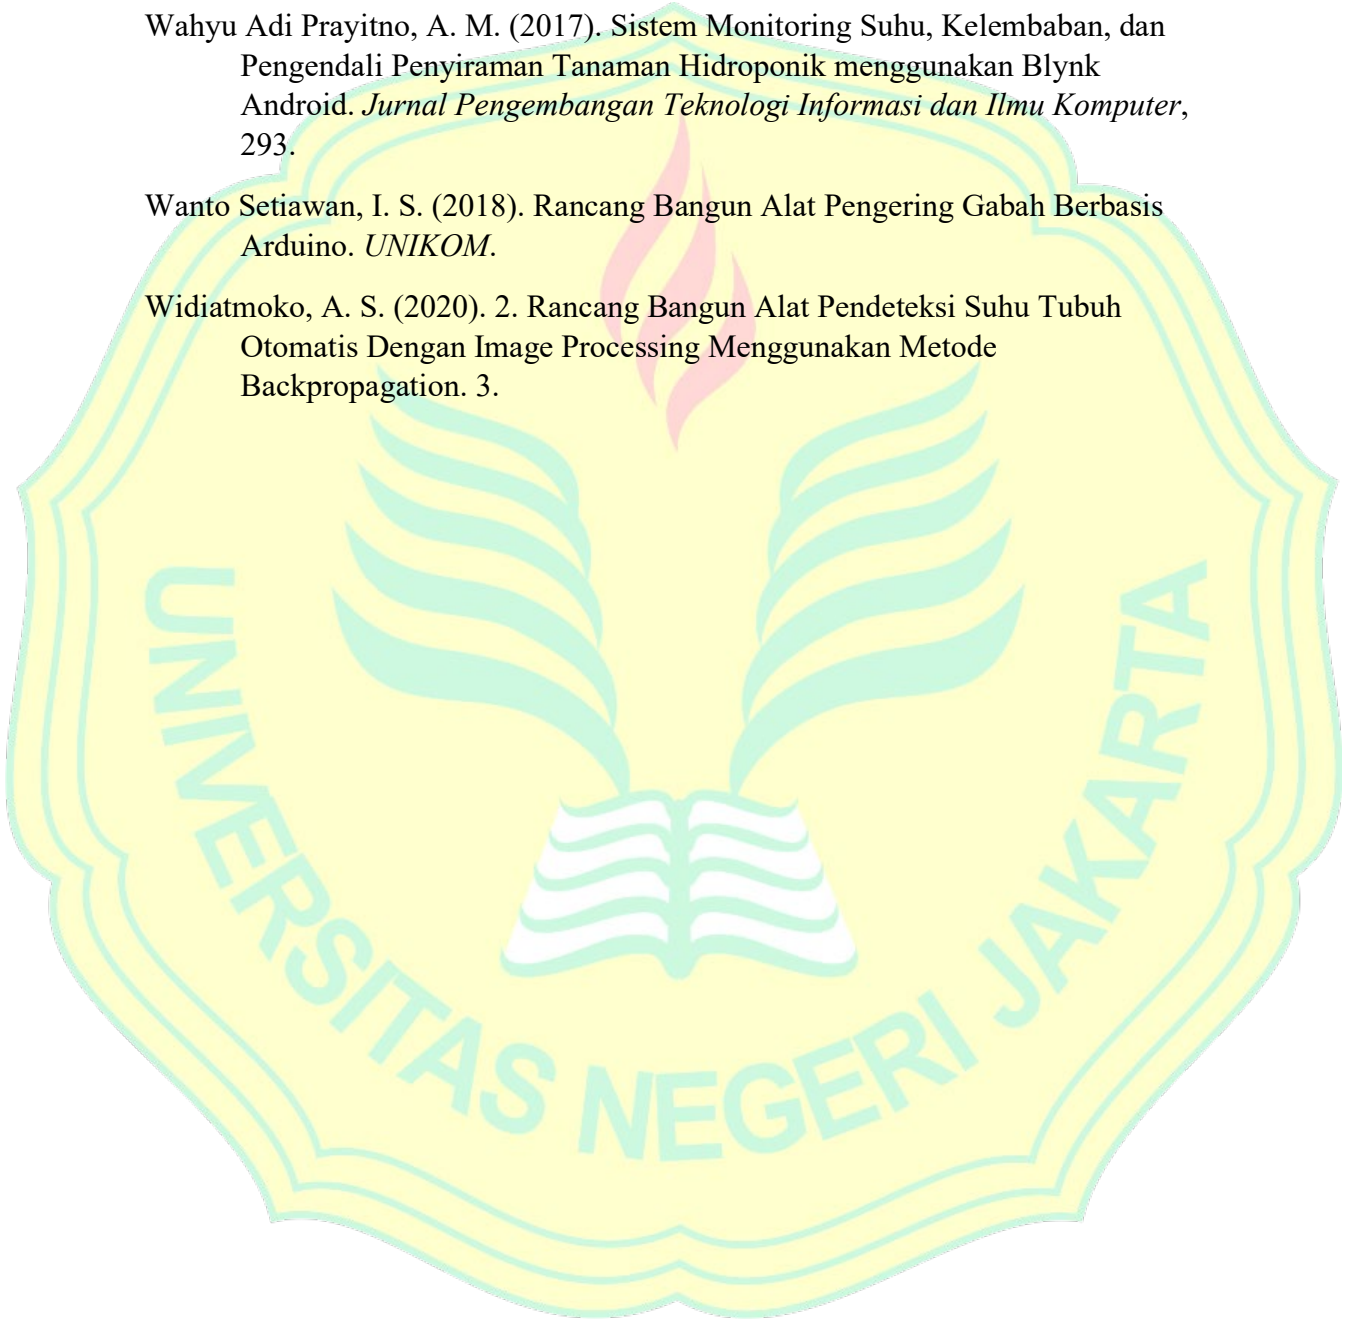 Wahyu Adi Prayitno, A. M. (2017). Sistem Monitoring Suhu, Kelembaban, dan
Pengendali Penyiraman Tanaman Hidroponik menggunakan Blynk
Android. Jurnal Pengembangan Teknologi Informasi dan Ilmu Komputer,
293.
Wanto Setiawan, I. S. (2018). Rancang Bangun Alat Pengering Gabah Berbasis
Arduino. UNIKOM.
Widiatmoko, A. S. (2020). 2. Rancang Bangun Alat Pendeteksi Suhu Tubuh
Otomatis Dengan Image Processing Menggunakan Metode
Backpropagation. 3.
UNIVERSITAS NEGERI JAKARTA